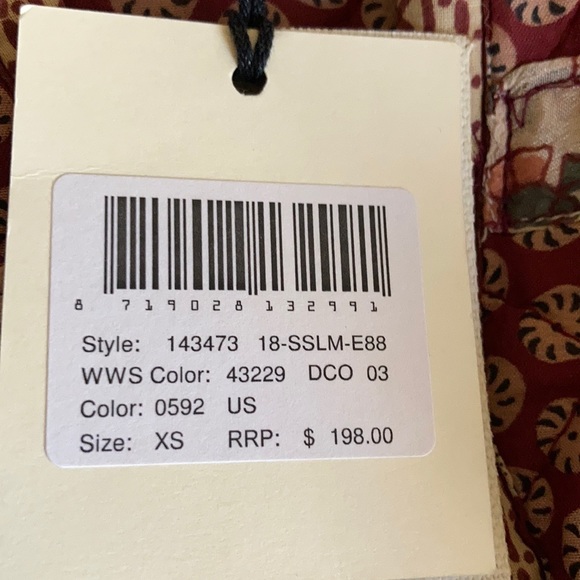 8 719028 132991
Style: 143473 18-SSLM-E88
WWS Color: 43229 DCO 03
Color: 0592 US
Size: XS RRP: $ 198.00